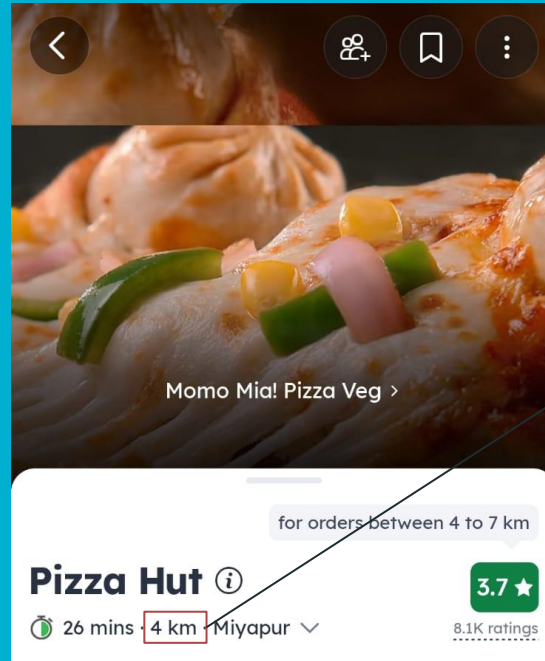 Momo Mia! Pizza Veg >
for orders between 4 to 7 km
Pizza Hut
3.7 ★
26 mins · 4 km · Miyapur
8.1K ratings